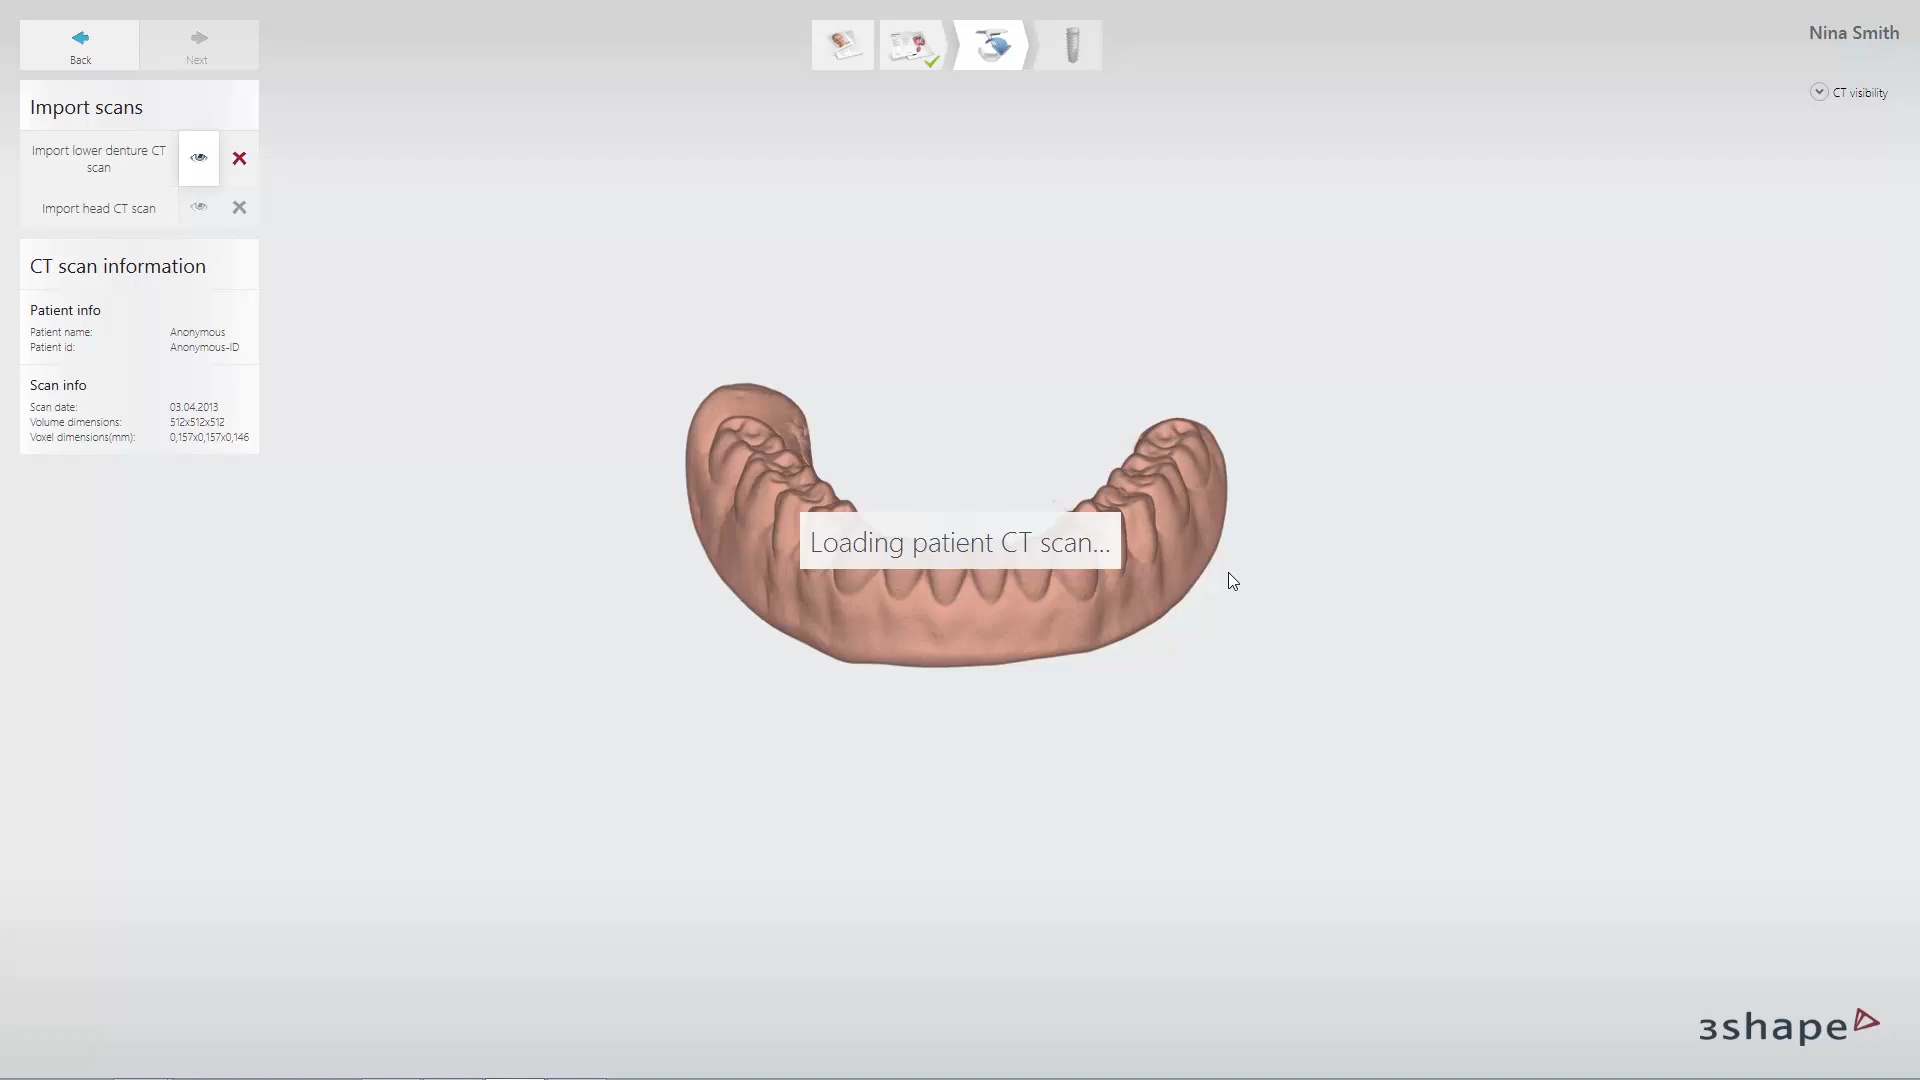 Back
Next
Nina Smith
CT visibility
Import scans
Import lower denture CT
scan
Import head CT scan
CT scan information
Patient info
Patient name: Anonymous
Patient id: Anonymous-ID
Scan info
Scan date: 03.04.2013
Volume dimensions: 512x512x512
Voxel dimensions(mm): 0,157x0,157x0,146
Loading patient CT scan...
3shape